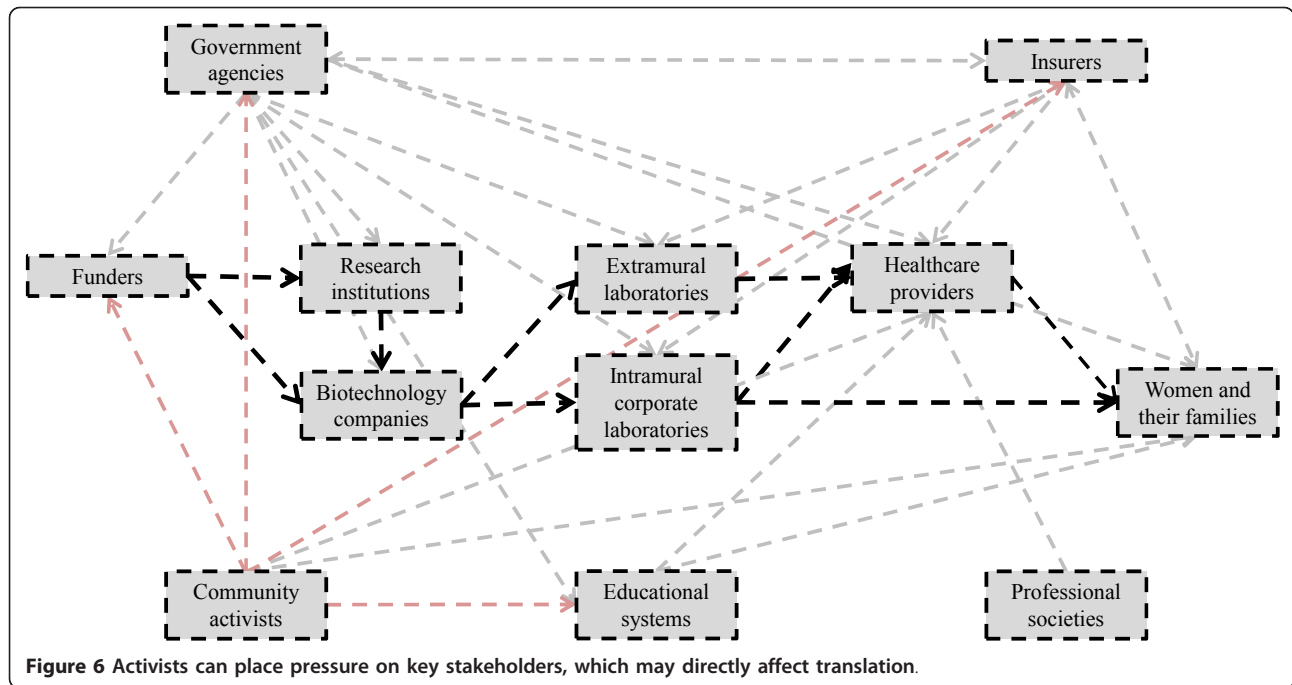 Government
agencies
Insurers
Funders
Research
institutions
Extramural
laboratories
Healthcare
providers
Biotechnology
companies
Intramural
corporate
laboratories
Women and
their families
Community
activists
Educational
systems
Professional
societies
Figure 6 Activists can place pressure on key stakeholders, which may directly affect translation.